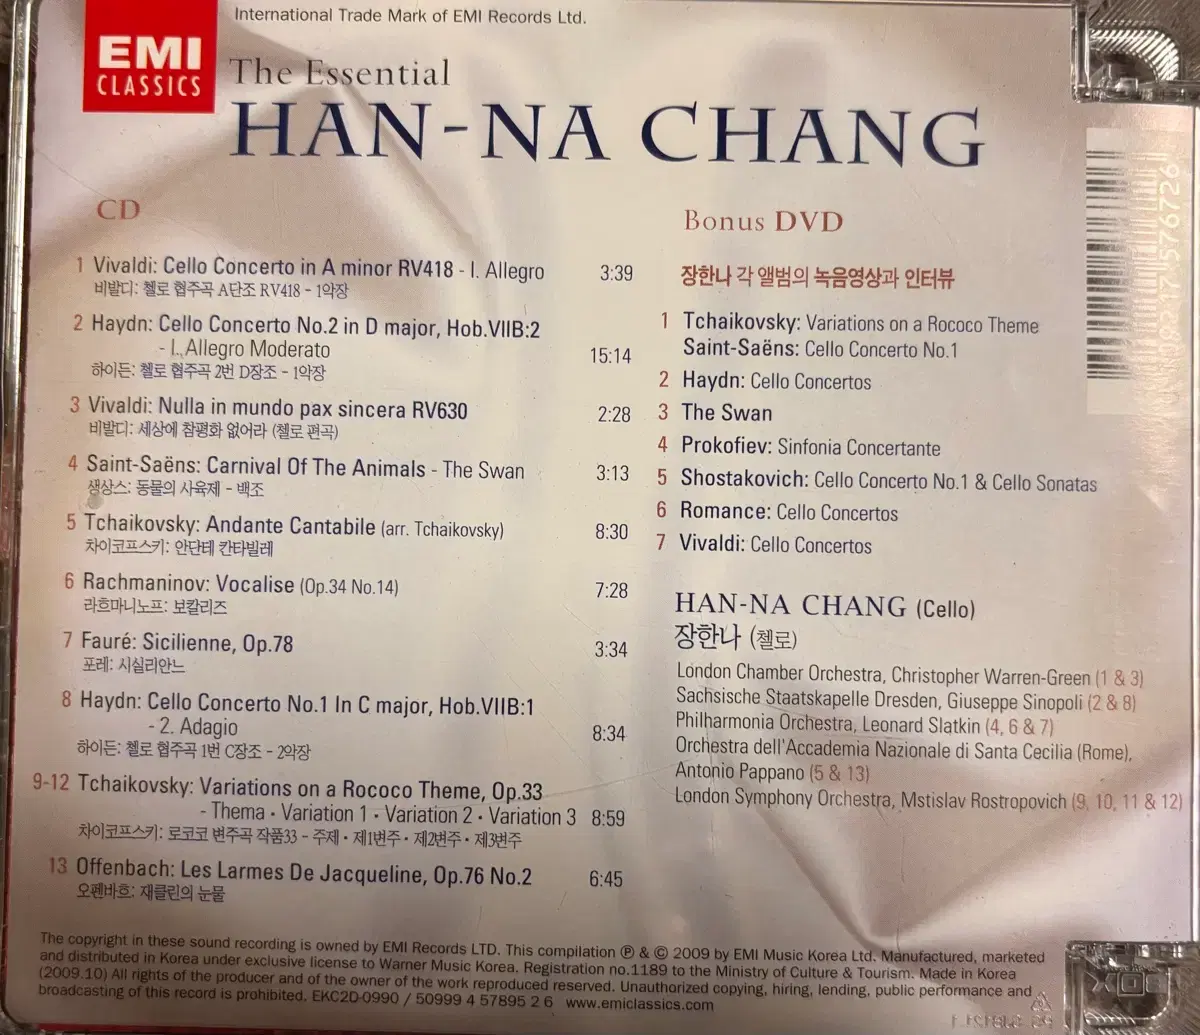 International Trade Mark of EMI Records Ltd.
EMI
CLASSICS
The Essential
HAN-NA CHANG
CD
1 Vivaldi: Cello Concerto in A minor RV418 - I. Allegro 3:39
비발디: 첼로 협주곡 A단조 RV418 - 1악장
2 Haydn: Cello Concerto No.2 in D major, Hob.VIIB:2
- I. Allegro Moderato 15:14
하이든: 첼로 협주곡 2번 D장조 - 1악장
3 Vivaldi: Nulla in mundo pax sincera RV630 2:28
비발디: 세상에 참평화 없어라 (첼로 편곡)
4 Saint-Saëns: Carnival Of The Animals - The Swan 3:13
생상스: 동물의 사육제 - 백조
5 Tchaikovsky: Andante Cantabile (arr. Tchaikovsky) 8:30
차이코프스키: 안단테 칸타빌레
6 Rachmaninov: Vocalise (Op.34 No.14) 7:28
라흐마니노프: 보칼리즈
7 Fauré: Sicilienne, Op.78 3:34
포레: 시실리안느
8 Haydn: Cello Concerto No.1 In C major, Hob.VIIB:1
- 2. Adagio 8:34
하이든: 첼로 협주곡 1번 C장조 - 2악장
9-12 Tchaikovsky: Variations on a Rococo Theme, Op.33
- Thema · Variation 1 · Variation 2 · Variation 3 8:59
차이코프스키: 로코코 변주곡 작품33 - 주제 · 제1변주 · 제2변주 · 제3변주
13 Offenbach: Les Larmes De Jacqueline, Op.76 No.2 6:45
오펜바흐: 재클린의 눈물
Bonus DVD
장한나 각 앨범의 녹음영상과 인터뷰
1 Tchaikovsky: Variations on a Rococo Theme
Saint-Saëns: Cello Concerto No.1
2 Haydn: Cello Concertos
3 The Swan
4 Prokofiev: Sinfonia Concertante
5 Shostakovich: Cello Concerto No.1 & Cello Sonatas
6 Romance: Cello Concertos
7 Vivaldi: Cello Concertos
HAN-NA CHANG (Cello)
장한나 (첼로)
London Chamber Orchestra, Christopher Warren-Green (1 & 3)
Sachsische Staatskapelle Dresden, Giuseppe Sinopoli (2 & 8)
Philharmonia Orchestra, Leonard Slatkin (4, 6 & 7)
Orchestra dell'Accademia Nazionale di Santa Cecilia (Rome),
Antonio Pappano (5 & 13)
London Symphony Orchestra, Mstislav Rostropovich (9, 10, 11 & 12)
The copyright in these sound recording is owned by EMI Records LTD. This compilation ℗ & © 2009 by EMI Music Korea Ltd. Manufactured, marketed
and distributed in Korea under exclusive license to Warner Music Korea. Registration no.1189 to the Ministry of Culture & Tourism. Made in Korea
(2009.10) All rights of the producer and of the owner of the work reproduced reserved. Unauthorized copying, hiring, lending, public performance and
broadcasting of this record is prohibited. EKC2D-0990 / 50999 4 57895 2 6 www.emiclassics.com